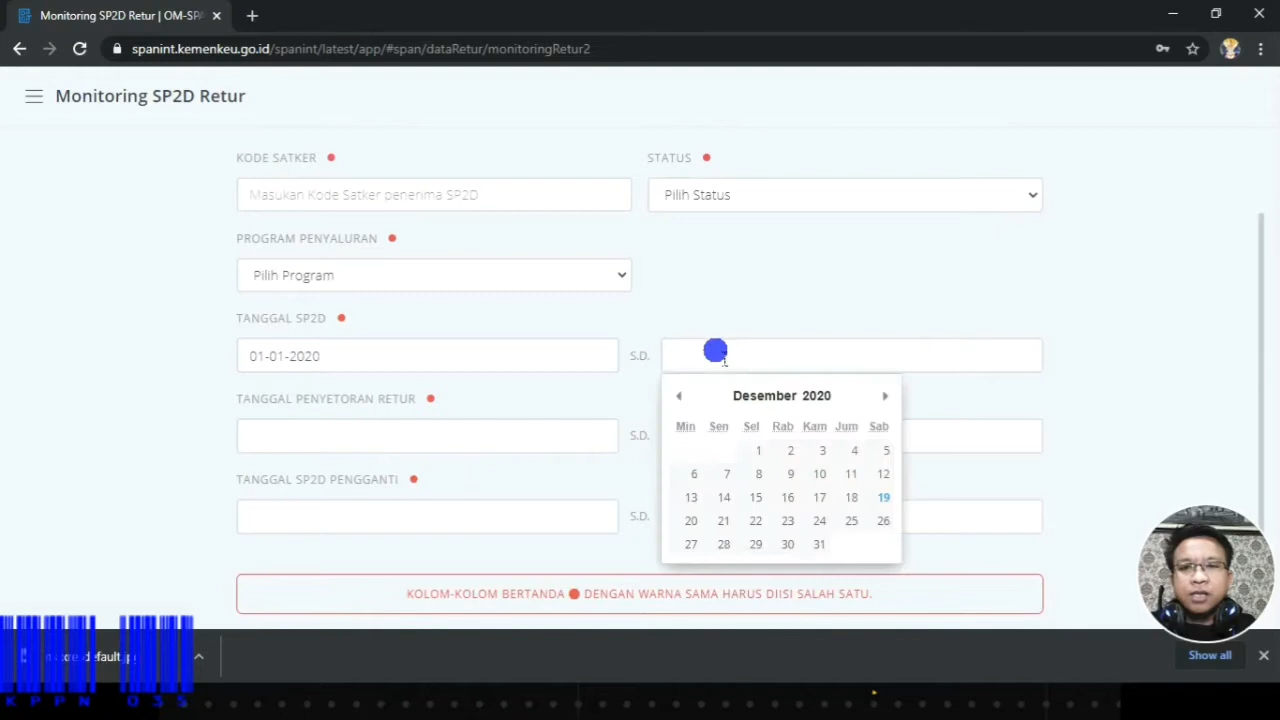 Monitoring SP2D Retur | OM-SPA
spanint.kemenkeu.go.id/spanint/latest/app/#span/dataRetur/monitoringRetur2
Monitoring SP2D Retur
KODE SATKER
STATUS
Masukan Kode Satker penerima SP2D
Pilih Status
PROGRAM PENYALURAN
Pilih Program
TANGGAL SP2D
01-01-2020
S.D.
TANGGAL PENYETORAN RETUR
S.D.
TANGGAL SP2D PENGGANTI
S.D.
Desember 2020
Min Sen Sel Rab Kam Jum Sab
1 2 3 4 5
6 7 8 9 10 11 12
13 14 15 16 17 18 19
20 21 22 23 24 25 26
27 28 29 30 31
KOLOM-KOLOM BERTANDA DENGAN WARNA SAMA HARUS DIISI SALAH SATU.
Show all
KPPN 035